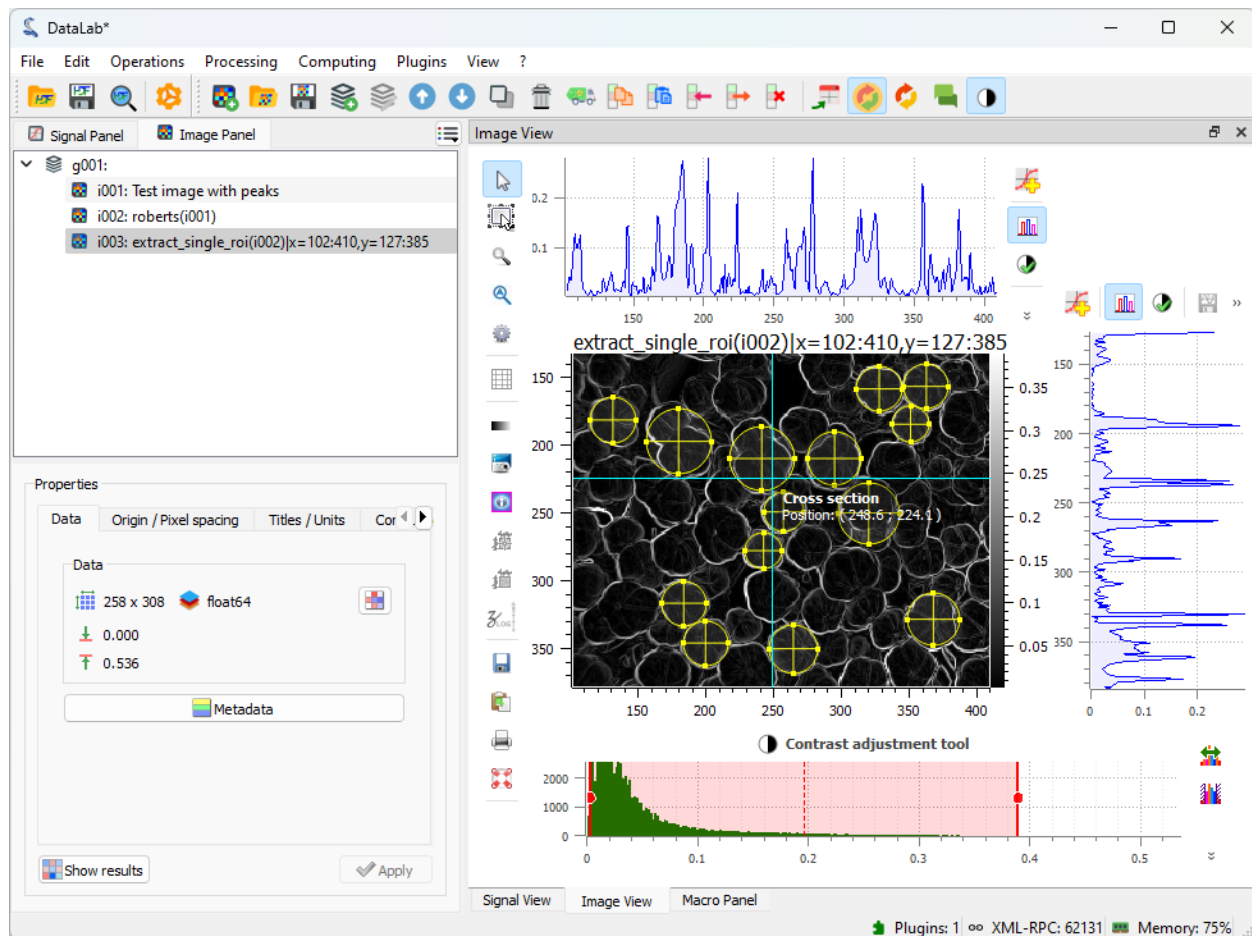 DataLab*
File Edit Operations Processing Computing Plugins View ?
Signal Panel Image Panel
g001:
i001: Test image with peaks
i002: roberts(i001)
i003: extract_single_roi(i002)|x=102:410,y=127:385
Properties
Data Origin / Pixel spacing Titles / Units Cor
Data
258 x 308 float64
0.000
0.536
Metadata
Show results Apply
Image View
0.2
0.1
150 200 250 300 350 400
extract_single_roi(i002)|x=102:410,y=127:385
150
200
250
300
350
150 200 250 300 350 400
Cross section
Position: ( 248.6 ; 224.1 )
0.35
0.3
0.25
0.2
0.15
0.1
0.05
»
150
200
250
300
350
0 0.1 0.2
Contrast adjustment tool
2000
1000
0
0 0.1 0.2 0.3 0.4 0.5
Signal View Image View Macro Panel
Plugins: 1 XML-RPC: 62131 Memory: 75%